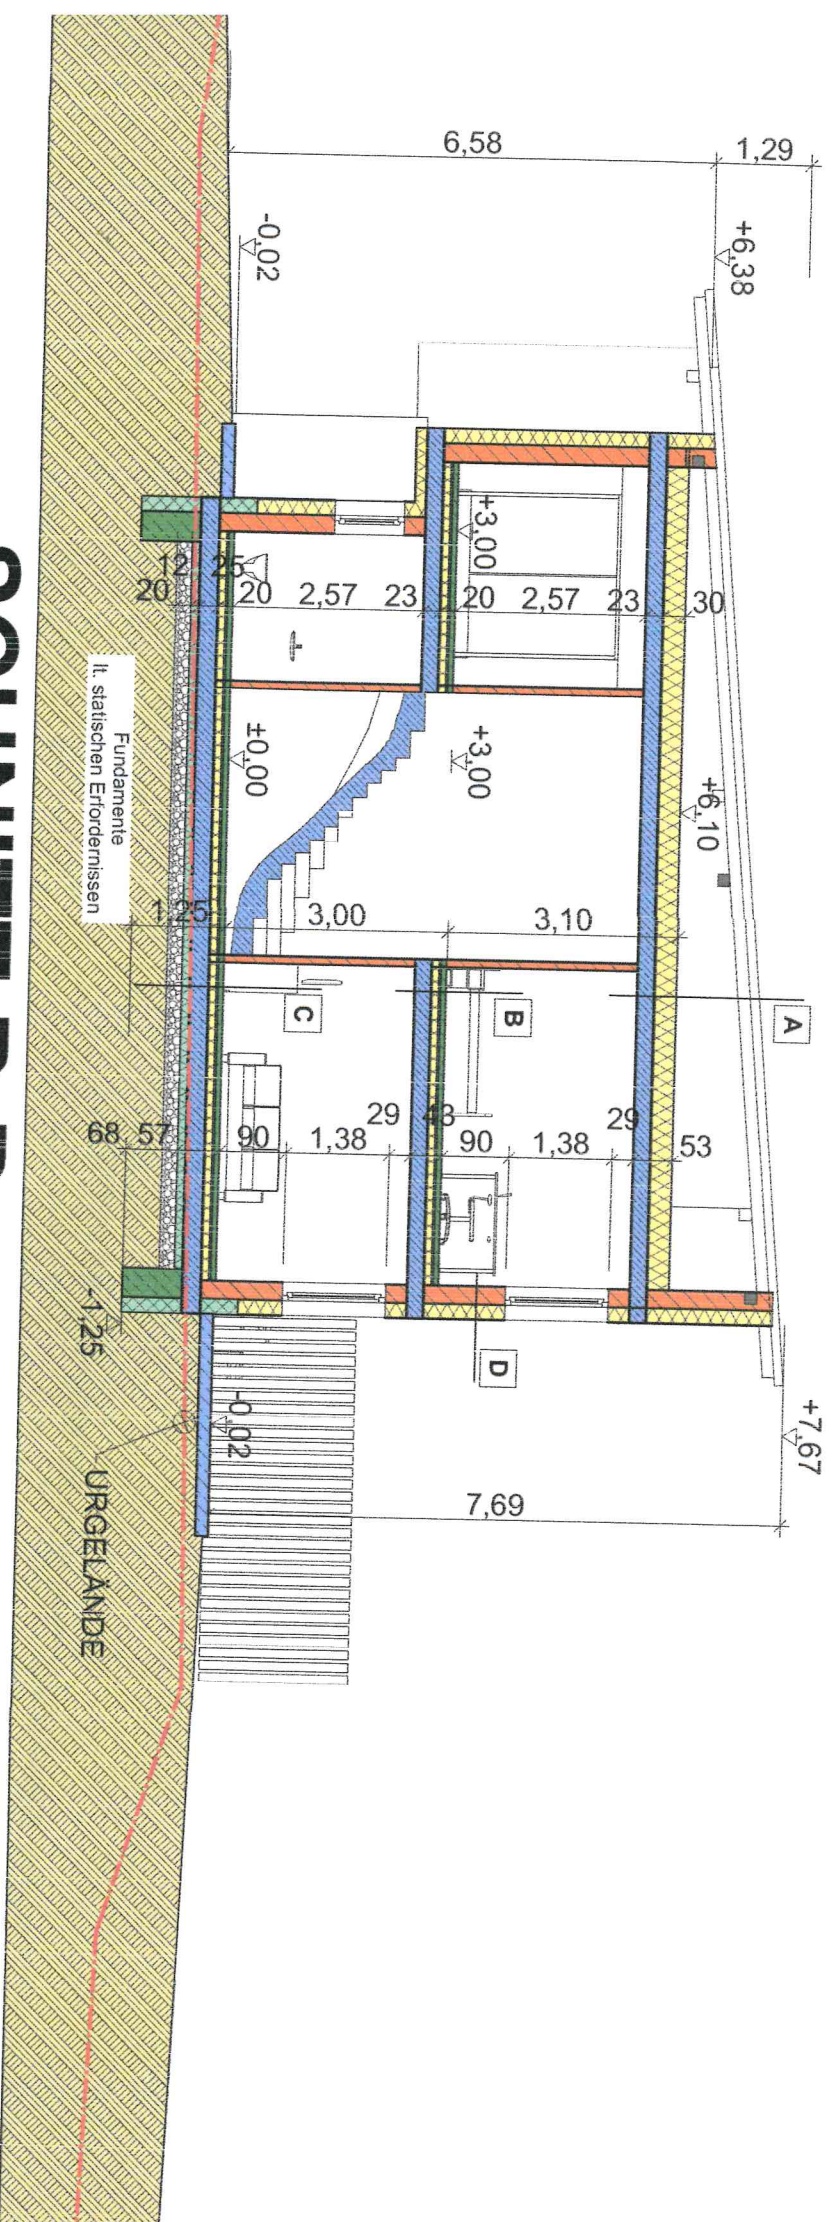 6,58
1,29
-0,02
+6,38
+3,00
12 25
20 20 2,57 23 20 2,57 23 30
±0,00
+3,00
+6,10
Fundamente
lt. statischen Erfordernissen
1,25 3,00 3,10
C
B
A
68 57 90 1,38 29 43 90 1,38 29 53
-1,25
D
-0,02
+7,67
7,69
URGELÄNDE